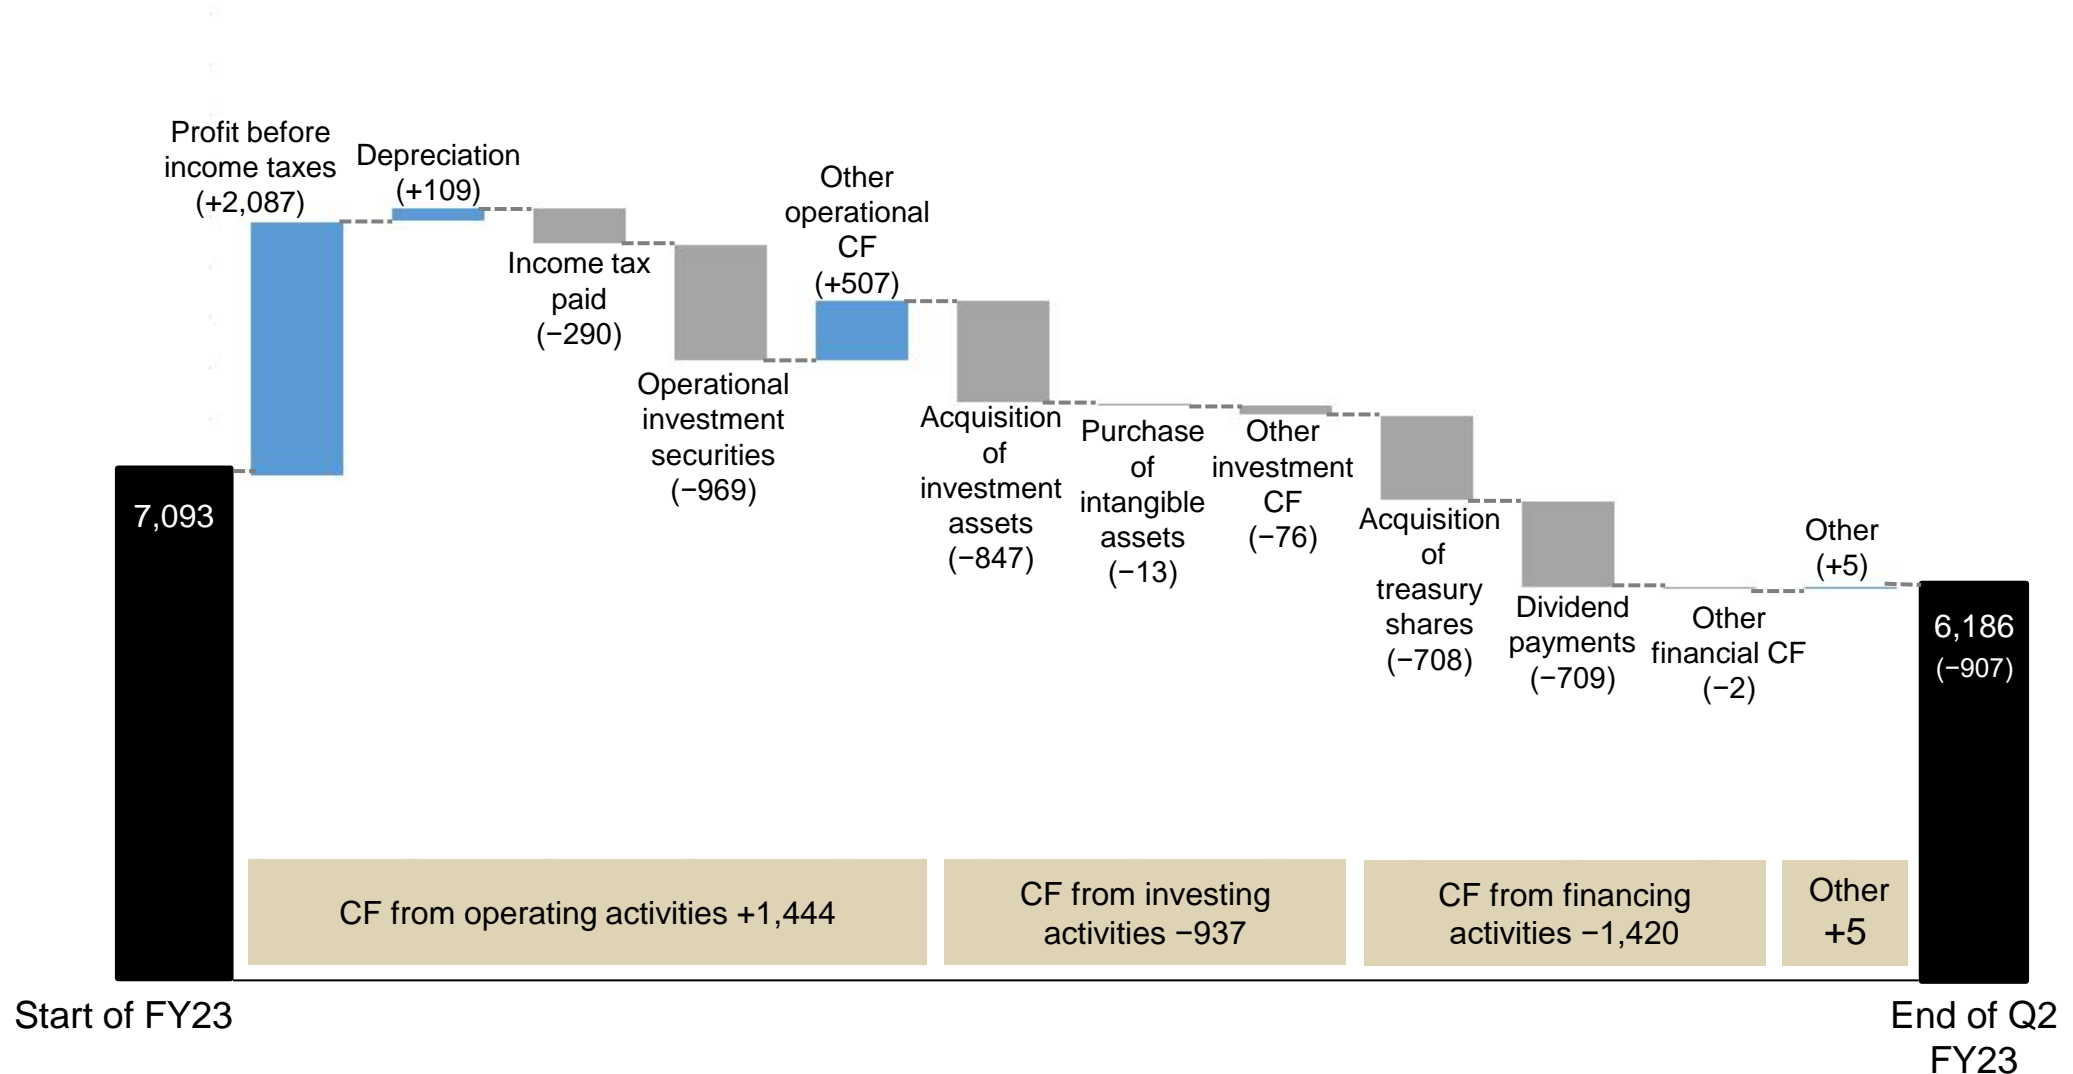 Profit before
income taxes
(+2,087)
Depreciation
(+109)
Income tax
paid
(−290)
Operational
investment
securities
(−969)
Other
operational
CF
(+507)
Acquisition
of
investment
assets
(−847)
Purchase
of
intangible
assets
(−13)
Other
investment
CF
(−76)
Acquisition
of
treasury
shares
(−708)
Dividend
payments
(−709)
Other
financial CF
(−2)
Other
(+5)
7,093
6,186
(−907)
CF from operating activities +1,444
CF from investing
activities −937
CF from financing
activities −1,420
Other
+5
Start of FY23
End of Q2
FY23